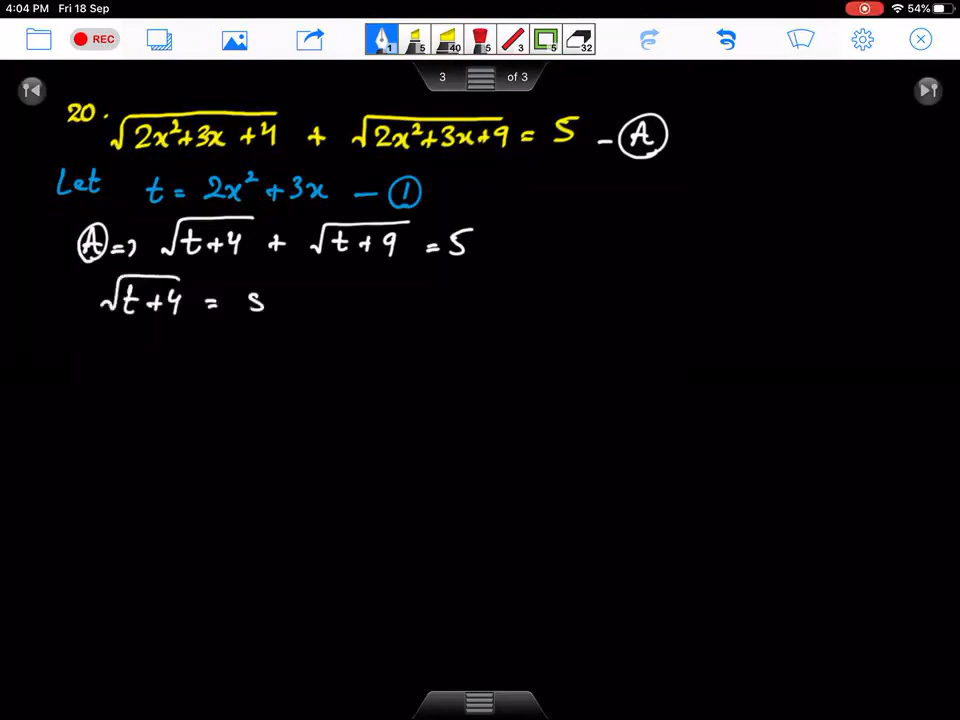 4:04 PM Fri 18 Sep 54%
REC 1 5 40 5 3 5 32
3 of 3
20. √(2x²+3x+4) + √(2x²+3x+9) = 5 – Ⓐ
Let t = 2x² + 3x – ①
Ⓐ => √(t+4) + √(t+9) = 5
√(t+4) = 5